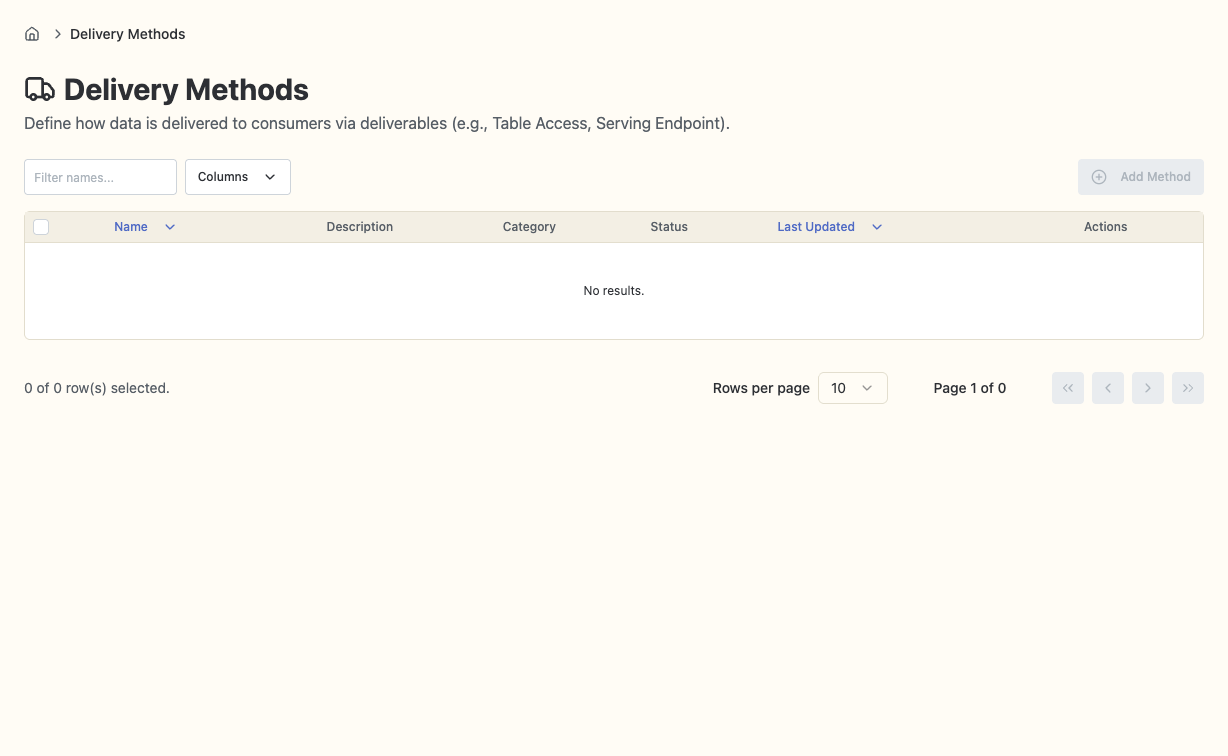 Delivery Methods
Delivery Methods
Define how data is delivered to consumers via deliverables (e.g., Table Access, Serving Endpoint).
Filter names... Columns Add Method
Name Description Category Status Last Updated Actions
No results.
0 of 0 row(s) selected. Rows per page 10 Page 1 of 0